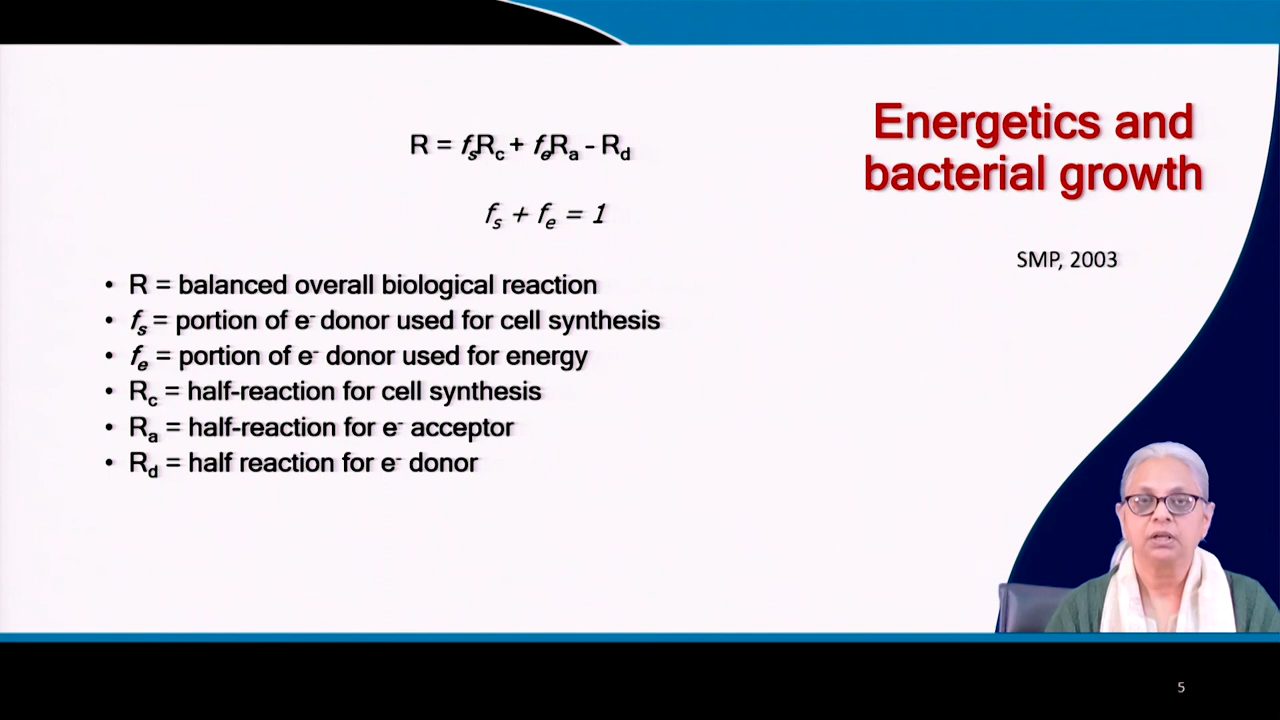 Energetics and
bacterial growth
SMP, 2003
R = fsRc + feRa - Rd
fs + fe = 1
• R = balanced overall biological reaction
• fs = portion of e- donor used for cell synthesis
• fe = portion of e- donor used for energy
• Rc = half-reaction for cell synthesis
• Ra = half-reaction for e- acceptor
• Rd = half reaction for e- donor
5